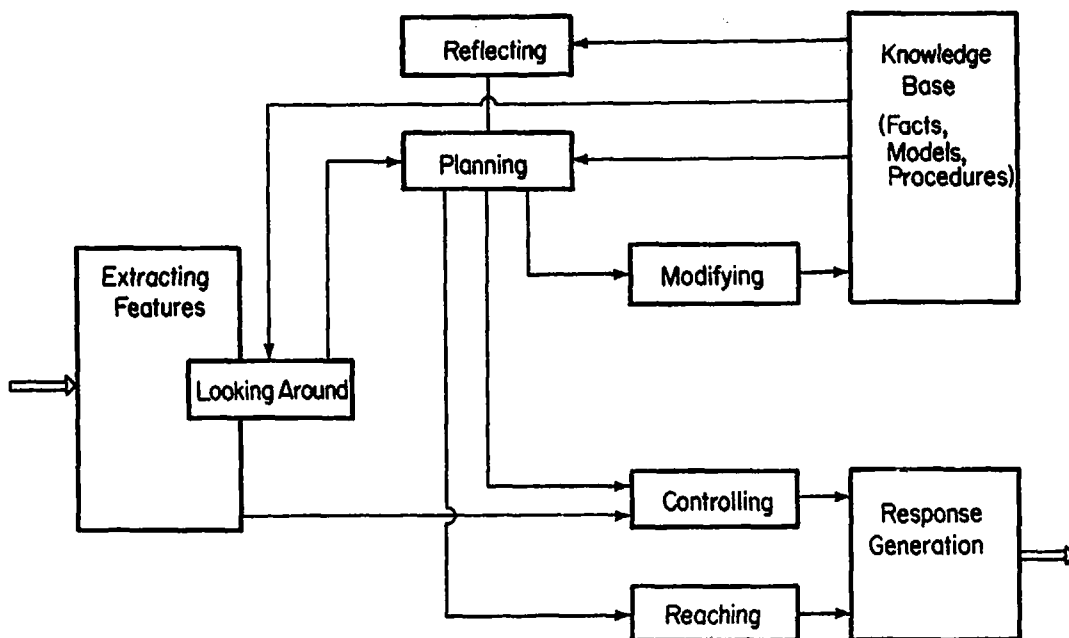 Reflecting
Knowledge
Base
(Facts,
Models,
Procedures)
Planning
Extracting
Features
Modifying
Looking Around
Controlling
Response
Generation
Reaching